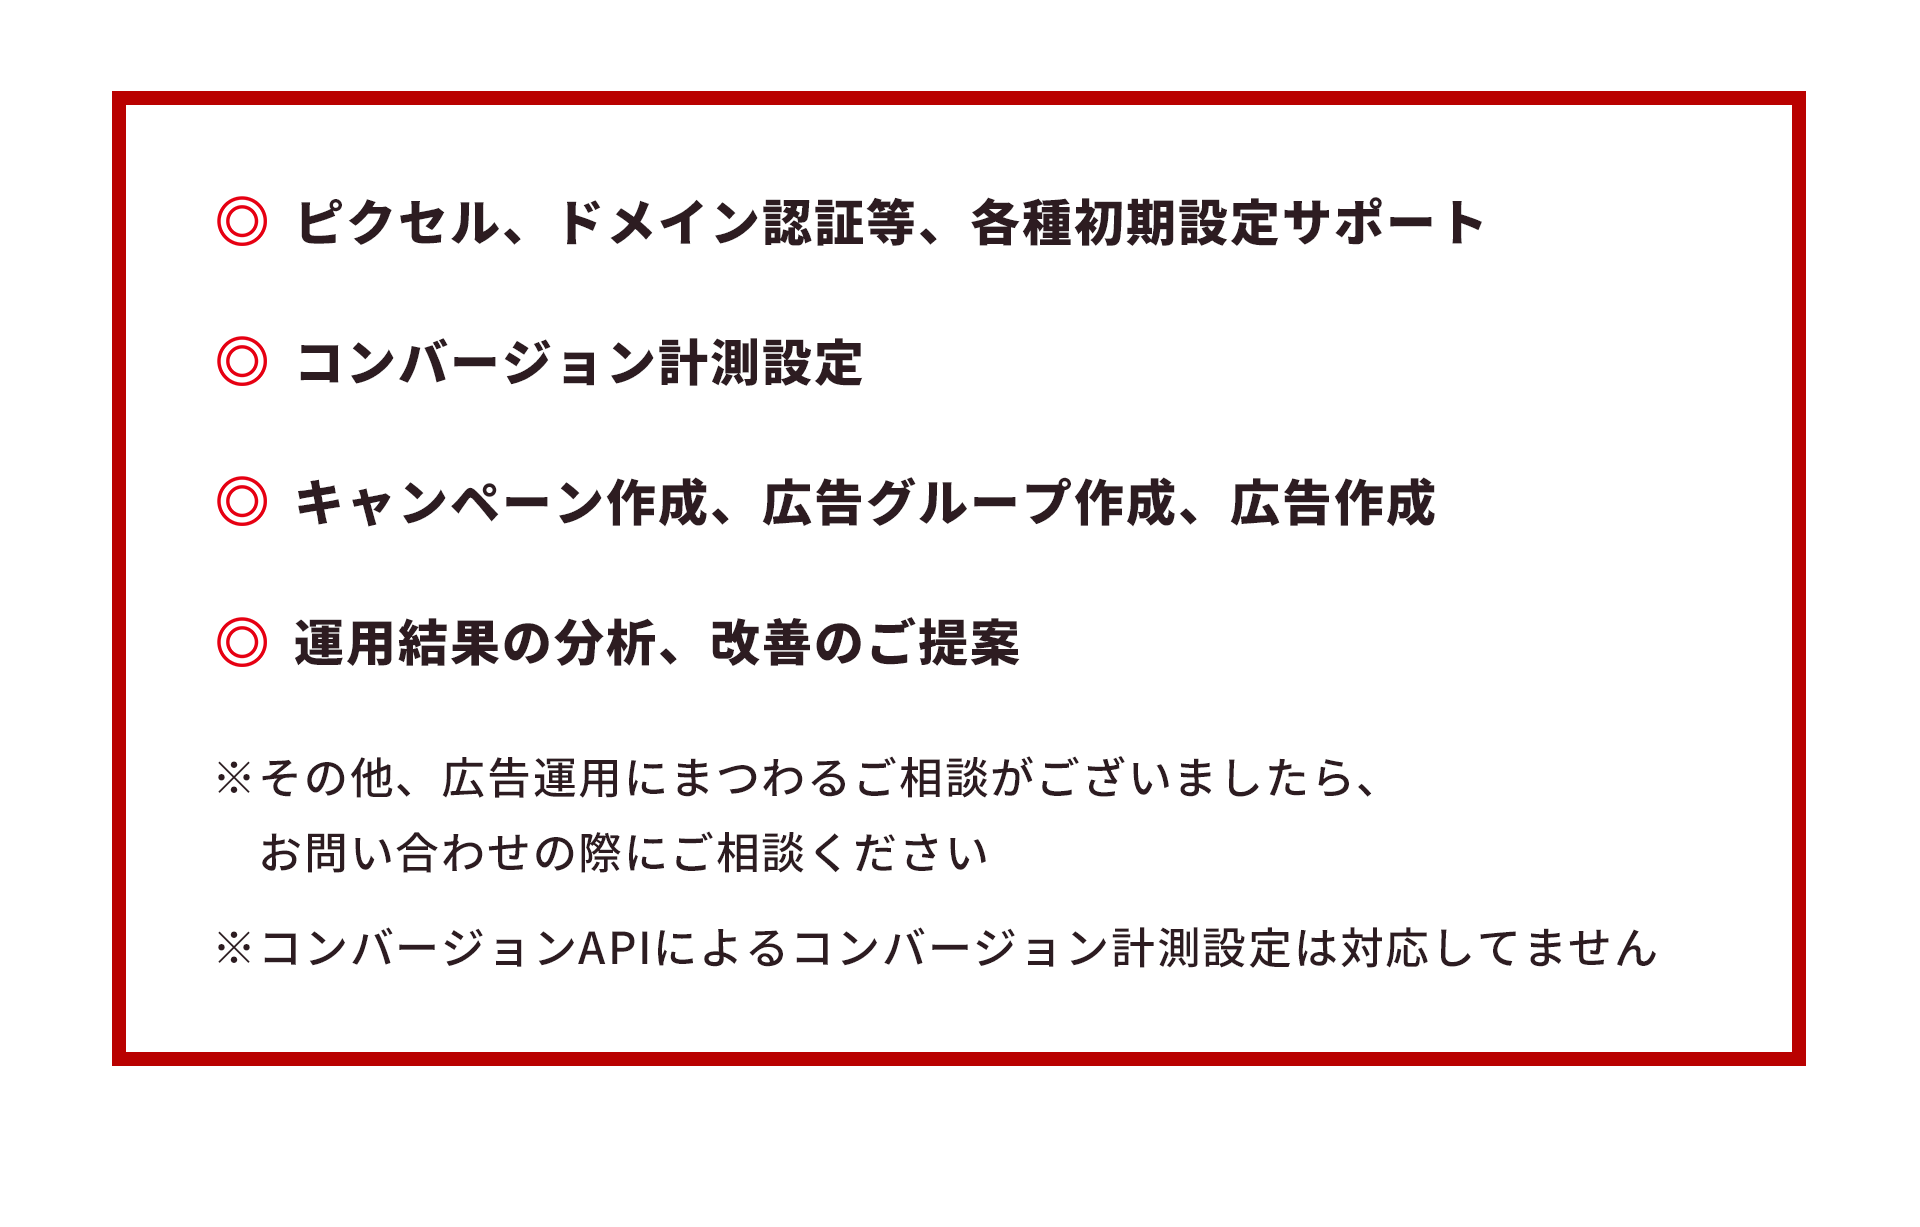 ◎ ピクセル、ドメイン認証等、各種初期設定サポート
◎ コンバージョン計測設定
◎ キャンペーン作成、広告グループ作成、広告作成
◎ 運用結果の分析、改善のご提案
※その他、広告運用にまつわるご相談がございましたら、
お問い合わせの際にご相談ください
※コンバージョンAPIによるコンバージョン計測設定は対応してません